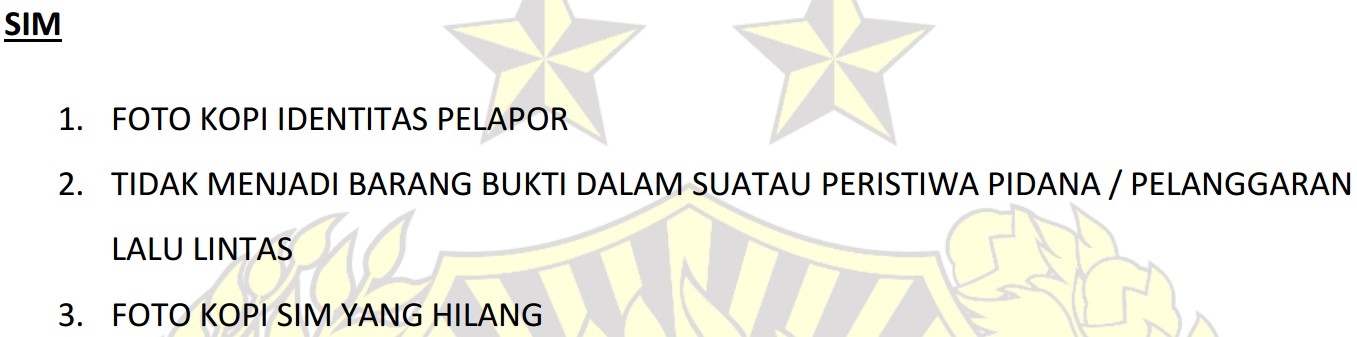 SIM
1. FOTO KOPI IDENTITAS PELAPOR
2. TIDAK MENJADI BARANG BUKTI DALAM SUATAU PERISTIWA PIDANA / PELANGGARAN
LALU LINTAS
3. FOTO KOPI SIM YANG HILANG